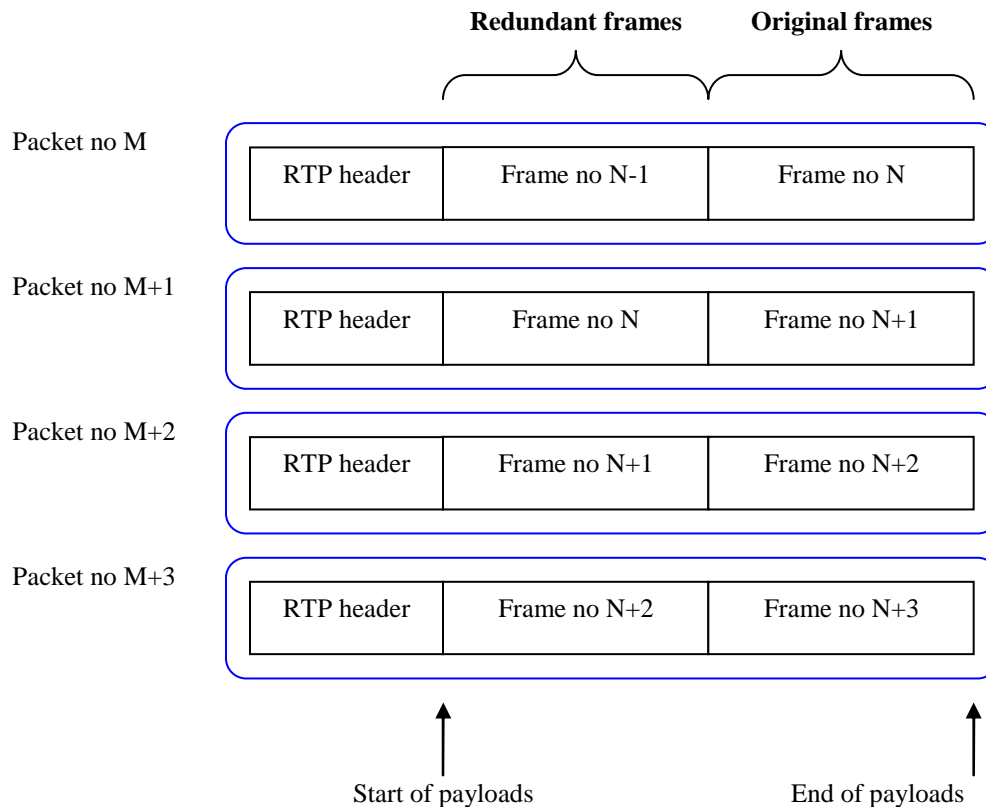 Redundant frames Original frames
Packet no M
RTP header Frame no N-1 Frame no N
Packet no M+1
RTP header Frame no N Frame no N+1
Packet no M+2
RTP header Frame no N+1 Frame no N+2
Packet no M+3
RTP header Frame no N+2 Frame no N+3
Start of payloads End of payloads